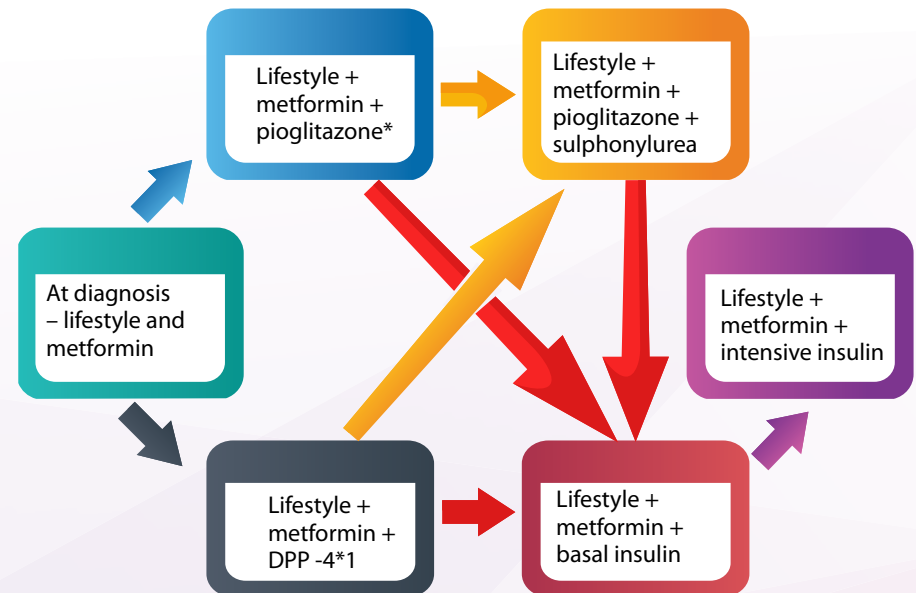 Lifestyle +
metformin +
pioglitazone*
Lifestyle +
metformin +
pioglitazone +
sulphonylurea
At diagnosis
– lifestyle and
metformin
Lifestyle +
metformin +
intensive insulin
Lifestyle +
metformin +
DPP -4*1
Lifestyle +
metformin +
basal insulin